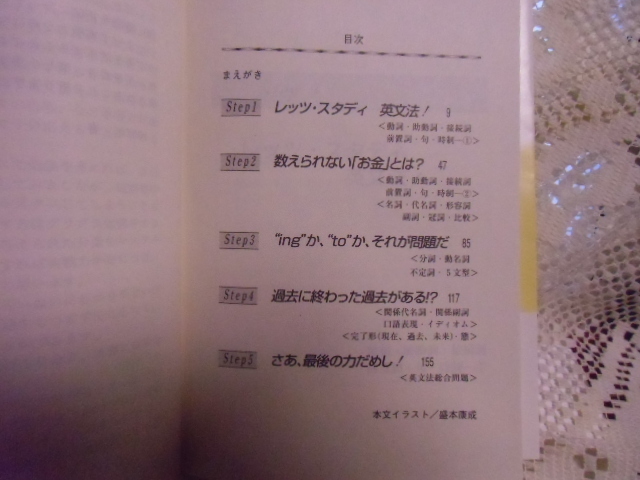 目次
まえがき
Step1 レッツ・スタディ 英文法! 9
<動詞・助動詞・接続詞
前置詞・句・時制―①>
Step2 数えられない「お金」とは? 47
<動詞・助動詞・接続詞
前置詞・句・時制―②>
<名詞・代名詞・形容詞
副詞・冠詞・比較>
Step3 “ing”か、“to”か、それが問題だ 85
<分詞・動名詞
不定詞・5文型>
Step4 過去に終わった過去がある!? 117
<関係代名詞・関係副詞
口語表現・イディオム>
<完了形(現在、過去、未来)・態>
Step5 さあ、最後の力だめし! 155
<英文法総合問題>
本文イラスト/盛本康成